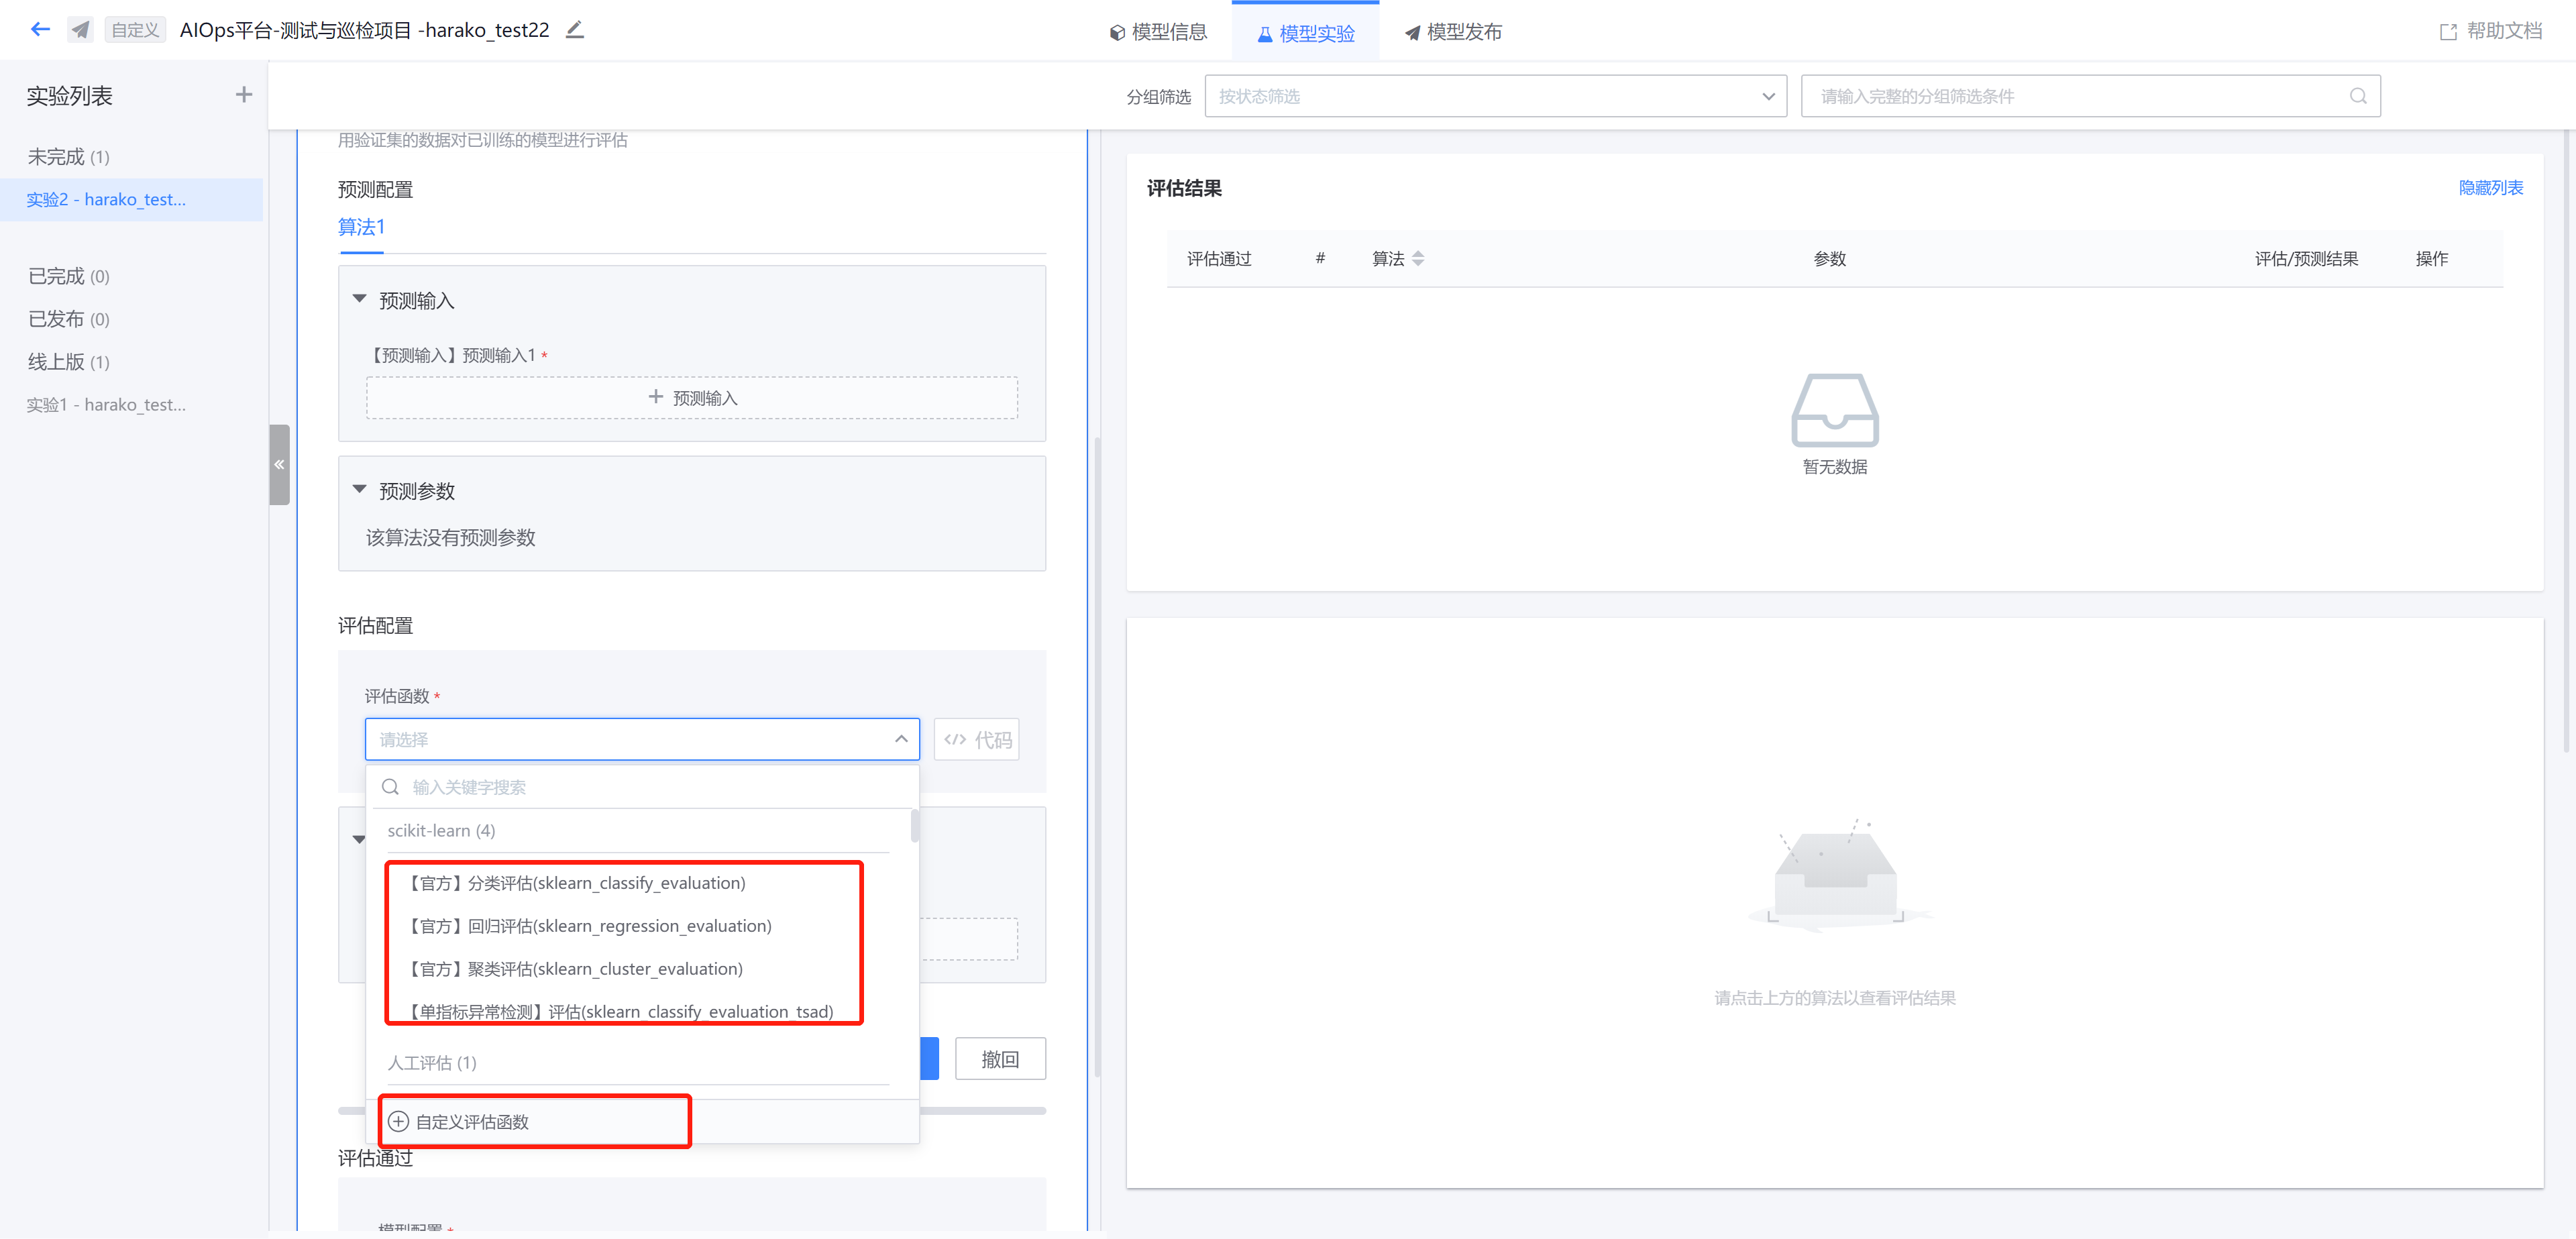 自定义 AIOps平台-测试与巡检项目 -harako_test22
模型信息 模型实验 模型发布
帮助文档
实验列表
未完成 (1)
实验2 - harako_test...
已完成 (0)
已发布 (0)
线上版 (1)
实验1 - harako_test...
分组筛选 按状态筛选 请输入完整的分组筛选条件
用验证集的数据对已训练的模型进行评估
预测配置
算法1
预测输入
【预测输入】预测输入1 *
预测输入
预测参数
该算法没有预测参数
评估配置
评估函数 *
请选择 </> 代码
输入关键字搜索
scikit-learn (4)
【官方】分类评估(sklearn_classify_evaluation)
【官方】回归评估(sklearn_regression_evaluation)
【官方】聚类评估(sklearn_cluster_evaluation)
【单指标异常检测】评估(sklearn_classify_evaluation_tsad)
人工评估 (1)
自定义评估函数
撤回
评估通过
模型配置 *
评估结果 隐藏列表
评估通过 # 算法 参数 评估/预测结果 操作
暂无数据
请点击上方的算法以查看评估结果